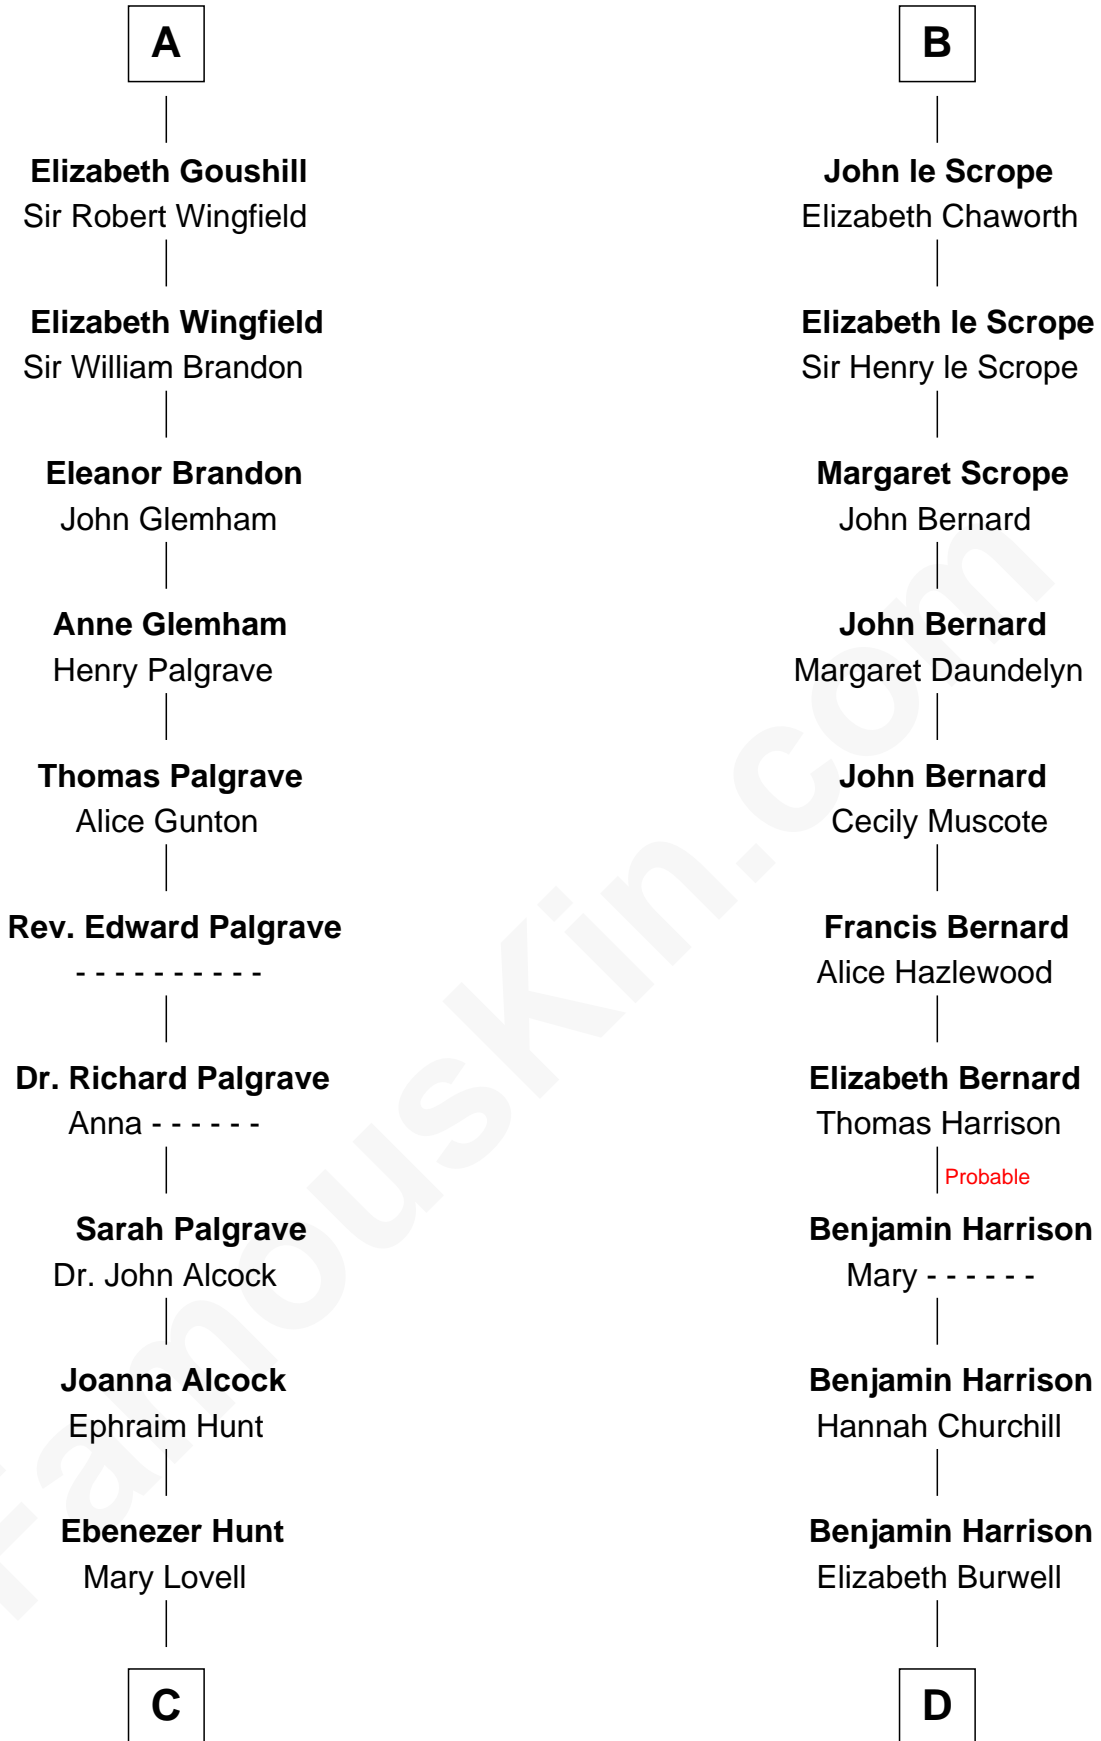 A
Elizabeth Goushill
Sir Robert Wingfield
Elizabeth Wingfield
Sir William Brandon
Eleanor Brandon
John Glemham
Anne Glemham
Henry Palgrave
Thomas Palgrave
Alice Gunton
Rev. Edward Palgrave
- - - - - - - - - -
Dr. Richard Palgrave
Anna - - - - - -
Sarah Palgrave
Dr. John Alcock
Joanna Alcock
Ephraim Hunt
Ebenezer Hunt
Mary Lovell
C
B
John le Scrope
Elizabeth Chaworth
Elizabeth le Scrope
Sir Henry le Scrope
Margaret Scrope
John Bernard
John Bernard
Margaret Daundelyn
John Bernard
Cecily Muscote
Francis Bernard
Alice Hazlewood
Elizabeth Bernard
Thomas Harrison
Probable
Benjamin Harrison
Mary - - - - - -
Benjamin Harrison
Hannah Churchill
Benjamin Harrison
Elizabeth Burwell
D
FamousKin.com